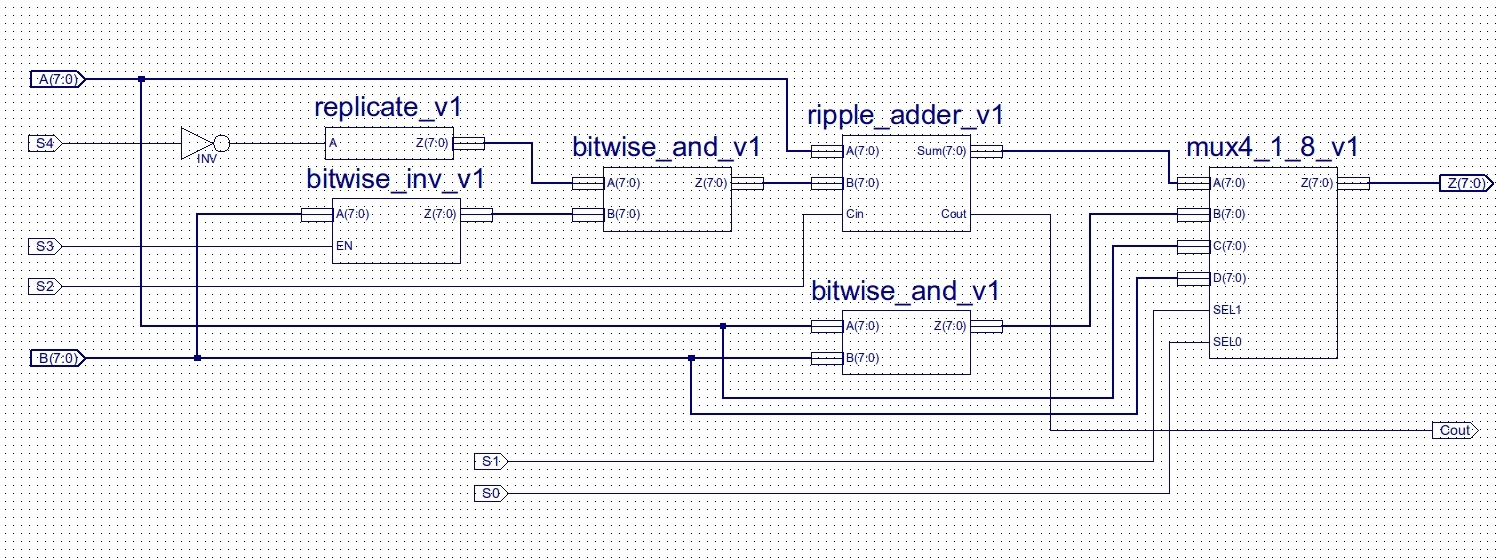 A(7:0)
replicate_v1
ripple_adder_v1
S4
INV
A
Z(7:0)
bitwise_and_v1
A(7:0)
Sum(7:0)
mux4_1_8_v1
bitwise_inv_v1
A(7:0)
Z(7:0)
B(7:0)
A(7:0)
Z(7:0)
Z(7:0)
A(7:0)
Z(7:0)
B(7:0)
Cin
Cout
B(7:0)
S3
EN
C(7:0)
S2
bitwise_and_v1
D(7:0)
A(7:0)
Z(7:0)
SEL1
SEL0
B(7:0)
B(7:0)
Cout
S1
S0